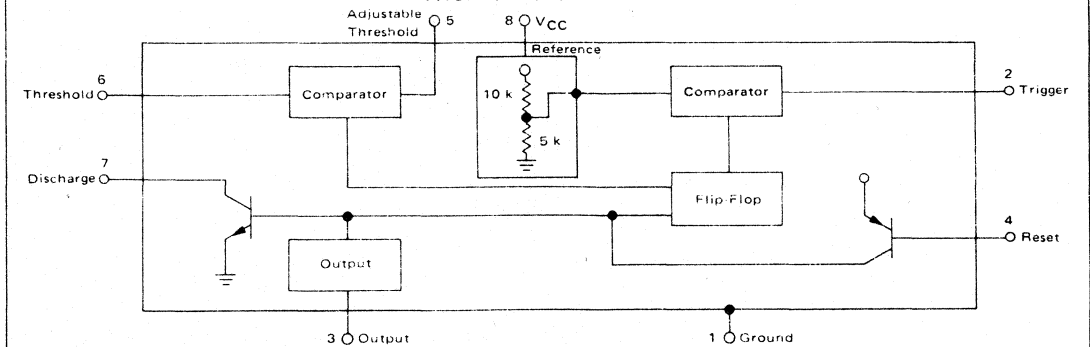 Adjustable 5 8 VCC
Threshold
Reference
6
Threshold Comparator 10 k Comparator 2
Trigger
5 k
7
Discharge
Flip-Flop
4
Reset
Output
3 Output 1 Ground